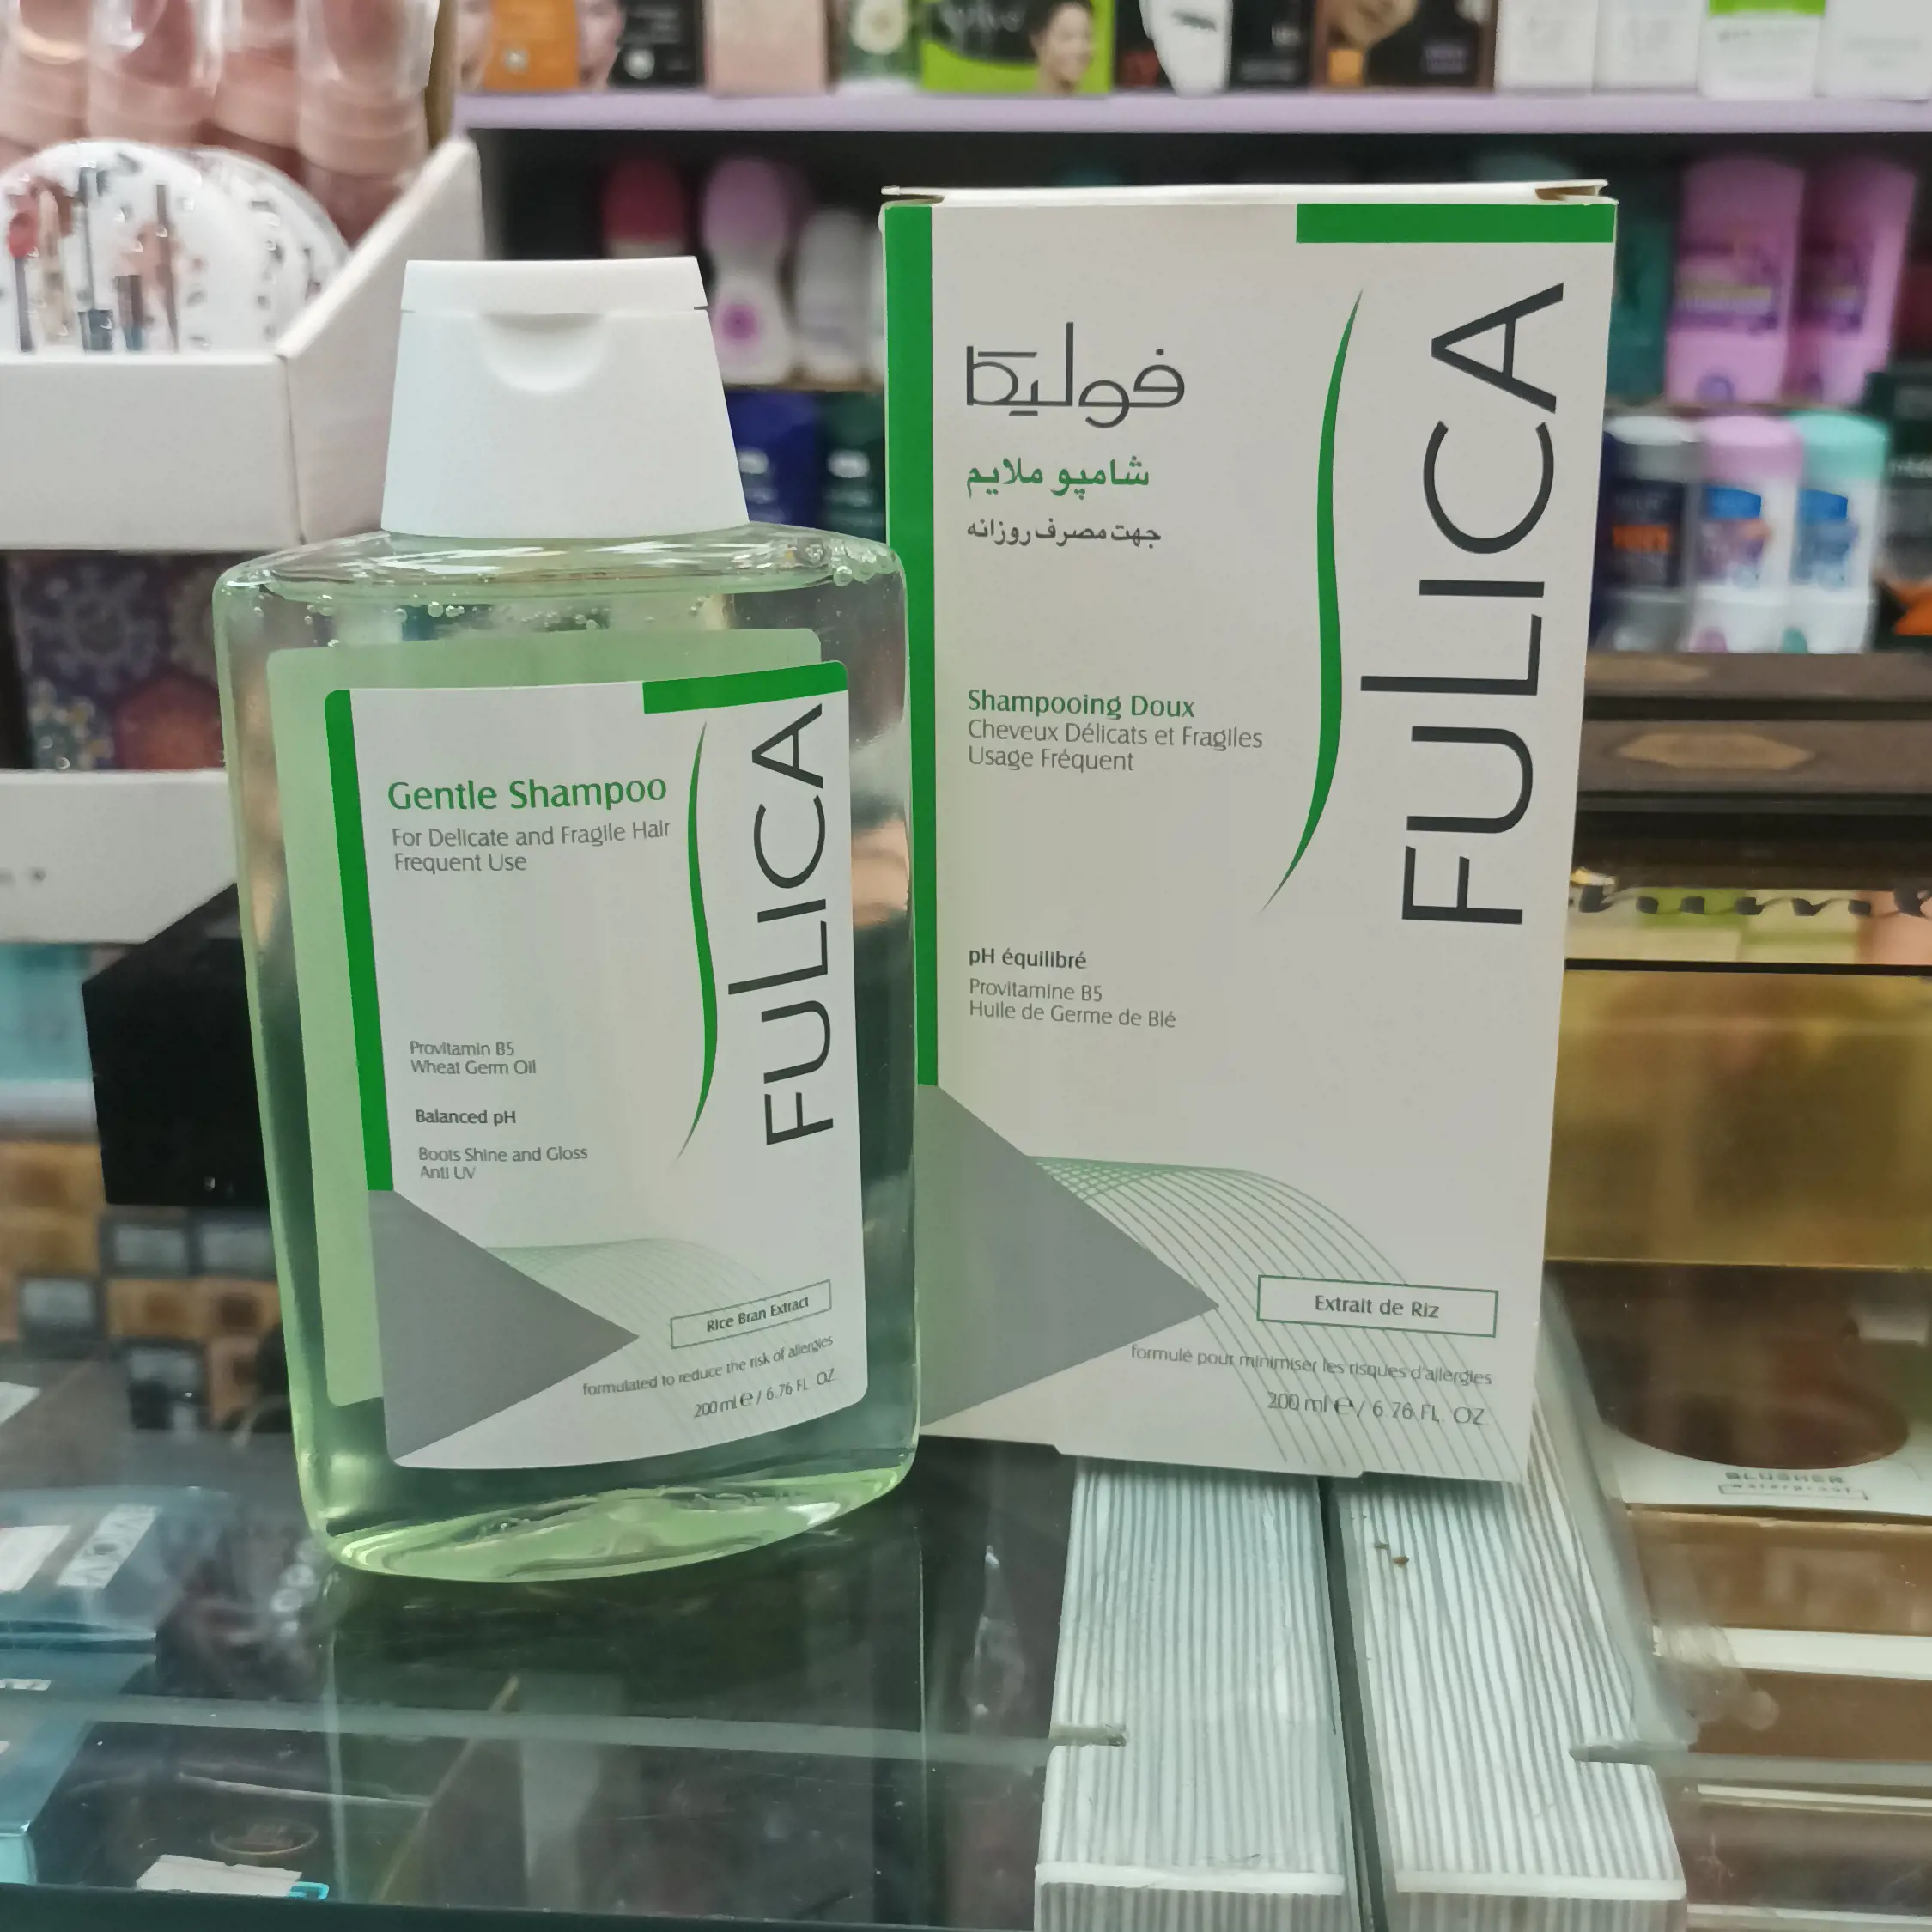 Gentle Shampoo
For Delicate and Fragile Hair
Frequent Use
FULICA
Provitamin B5
Wheat Germ Oil
Balanced pH
Boots Shine and Gloss
Anti UV
Rice Bran Extract
formulated to reduce the risk of allergies
200 ml ℮ / 6.76 FL. OZ.
فولیکا
شامپو ملایم
جهت مصرف روزانه
FULICA
Shampooing Doux
Cheveux Délicats et Fragiles
Usage Fréquent
pH équilibré
Provitamine B5
Huile de Germe de Blé
Extrait de Riz
formulé pour minimiser les risques d'allergies
200 ml ℮ / 6.76 FL. OZ.
BLUSHER
waterproof